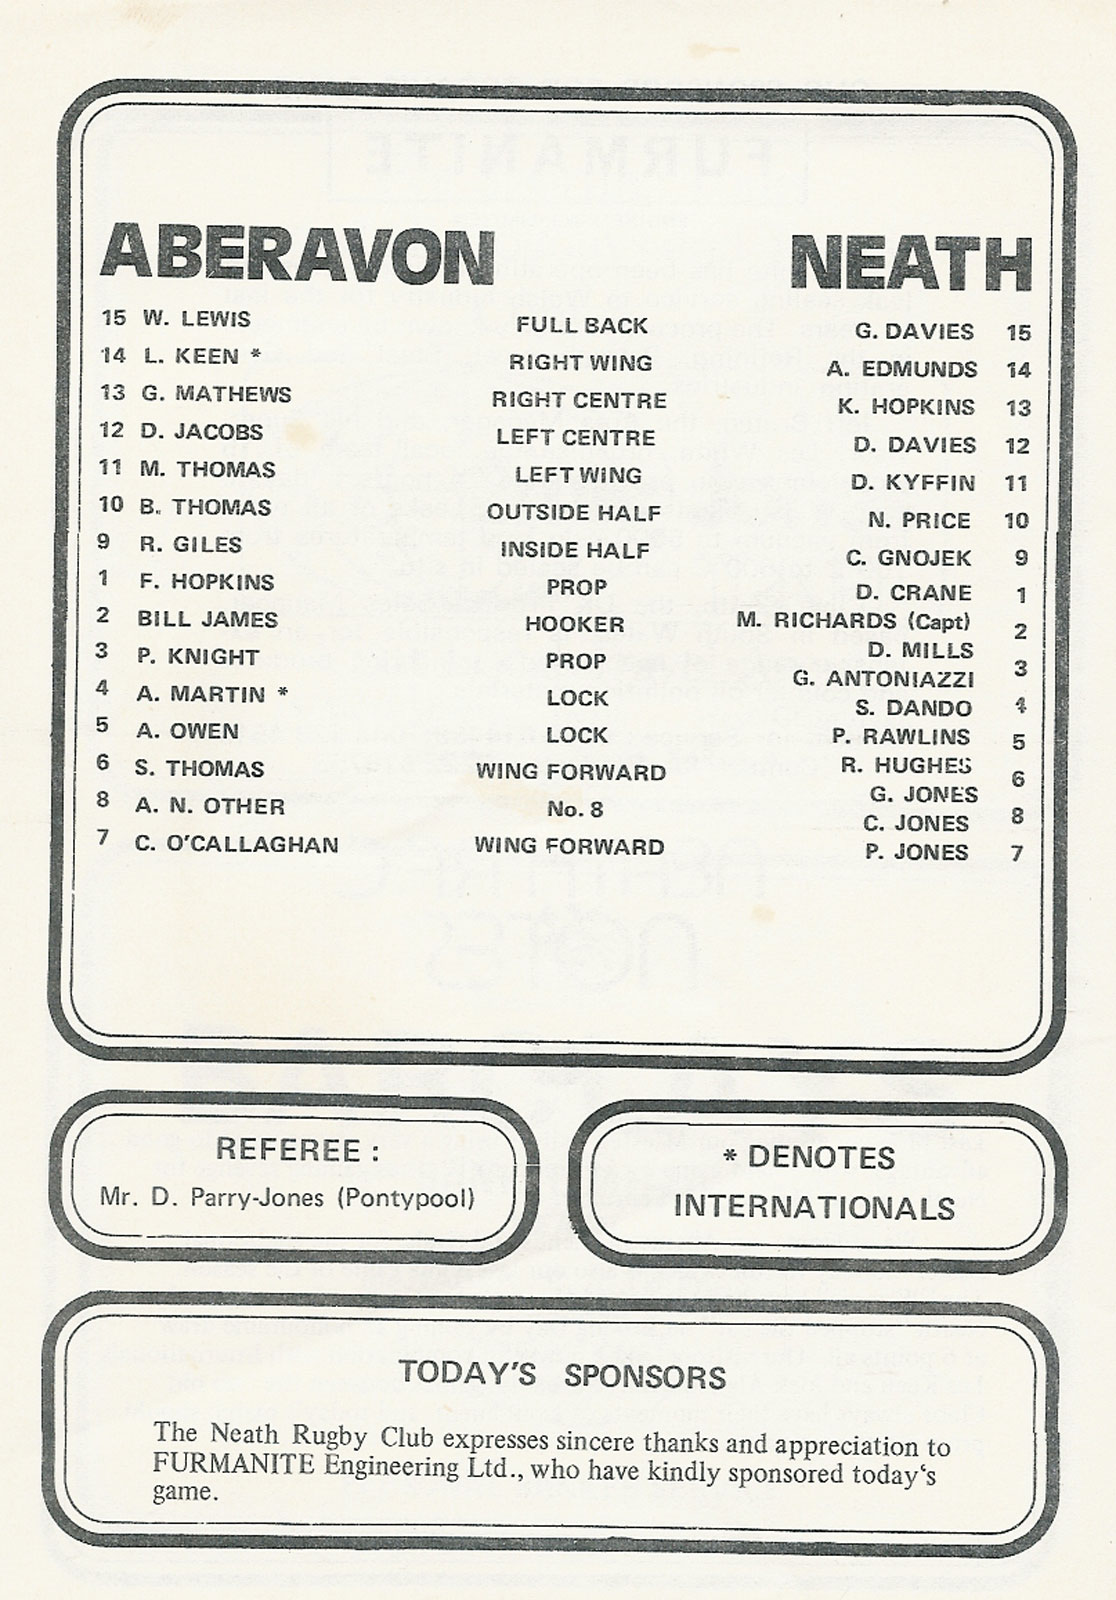 ABERAVON NEATH
15 W. LEWIS FULL BACK G. DAVIES 15
14 L. KEEN * RIGHT WING A. EDMUNDS 14
13 G. MATHEWS RIGHT CENTRE K. HOPKINS 13
12 D. JACOBS LEFT CENTRE D. DAVIES 12
11 M. THOMAS LEFT WING D. KYFFIN 11
10 B. THOMAS OUTSIDE HALF N. PRICE 10
9 R. GILES INSIDE HALF C. GNOJEK 9
1 F. HOPKINS PROP D. CRANE 1
2 BILL JAMES HOOKER M. RICHARDS (Capt) 2
3 P. KNIGHT PROP D. MILLS 3
4 A. MARTIN * LOCK G. ANTONIAZZI 4
5 A. OWEN LOCK S. DANDO 5
6 S. THOMAS WING FORWARD P. RAWLINS 6
8 A. N. OTHER No. 8 R. HUGHES 8
7 C. O'CALLAGHAN WING FORWARD G. JONES 7
C. JONES
P. JONES
REFEREE :
Mr. D. Parry-Jones (Pontypool)
* DENOTES
INTERNATIONALS
TODAY'S SPONSORS
The Neath Rugby Club expresses sincere thanks and appreciation to
FURMANITE Engineering Ltd., who have kindly sponsored today's
game.